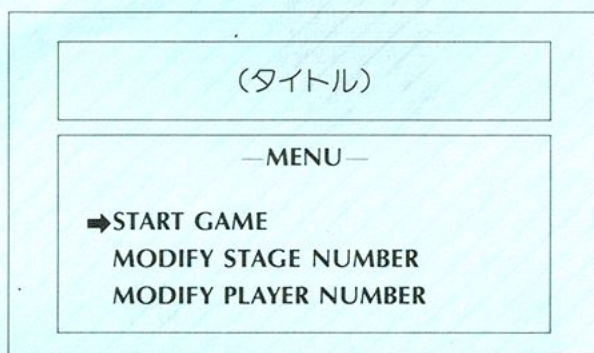 （タイトル）
—MENU—
➡START GAME
MODIFY STAGE NUMBER
MODIFY PLAYER NUMBER